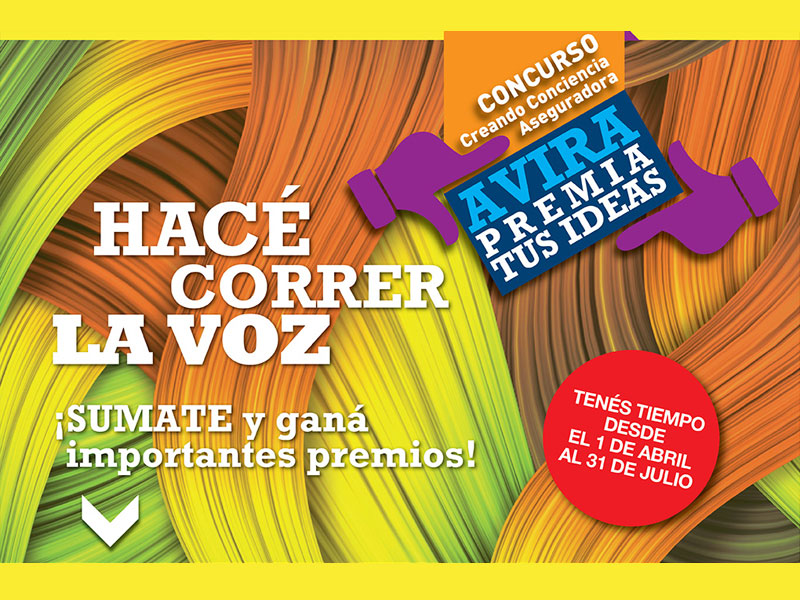 CONCURSO
Creando Conciencia
Aseguradora
AVIRA
PREMIA
TUS IDEAS
HACÉ
CORRER
LA VOZ
¡SUMATE y ganá
importantes premios!
TENÉS TIEMPO
DESDE
EL 1 DE ABRIL
AL 31 DE JULIO